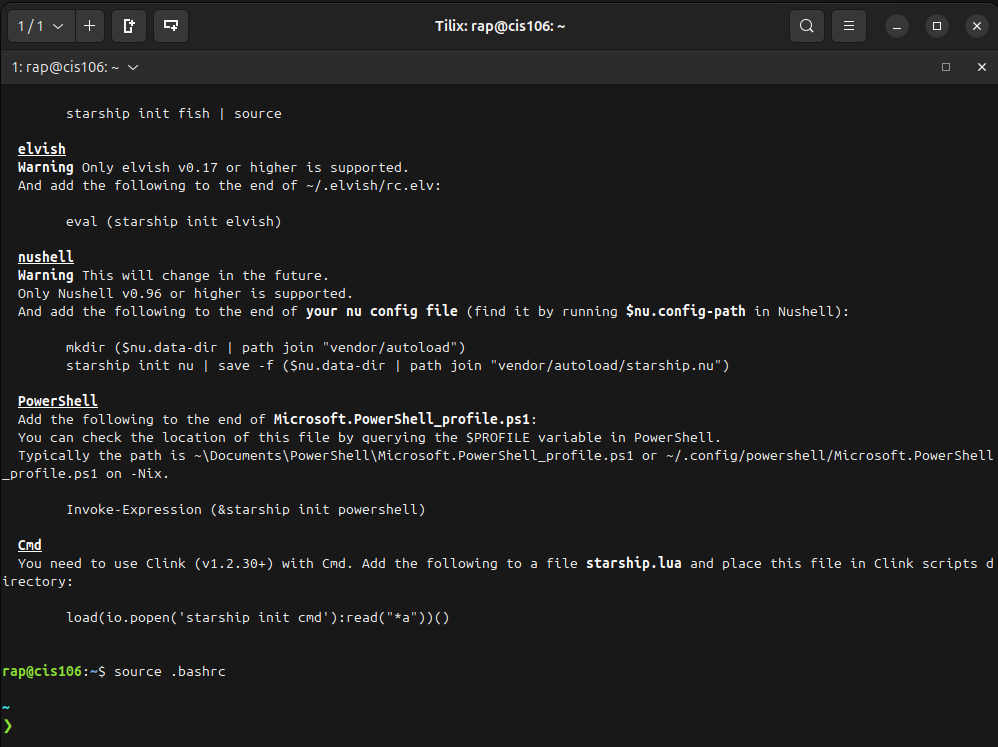 1 / 1
Tilix: rap@cis106: ~
1: rap@cis106: ~
starship init fish | source
elvish
Warning Only elvish v0.17 or higher is supported.
And add the following to the end of ~/.elvish/rc.elv:
eval (starship init elvish)
nushell
Warning This will change in the future.
Only Nushell v0.96 or higher is supported.
And add the following to the end of your nu config file (find it by running $nu.config-path in Nushell):
mkdir ($nu.data-dir | path join "vendor/autoload")
starship init nu | save -f ($nu.data-dir | path join "vendor/autoload/starship.nu")
PowerShell
Add the following to the end of Microsoft.PowerShell_profile.ps1:
You can check the location of this file by querying the $PROFILE variable in PowerShell.
Typically the path is ~\Documents\PowerShell\Microsoft.PowerShell_profile.ps1 or ~/.config/powershell/Microsoft.PowerShell
_profile.ps1 on -Nix.
Invoke-Expression (&starship init powershell)
Cmd
You need to use Clink (v1.2.30+) with Cmd. Add the following to a file starship.lua and place this file in Clink scripts d
irectory:
load(io.popen('starship init cmd'):read("*a"))()
rap@cis106:~$ source .bashrc
~
❯